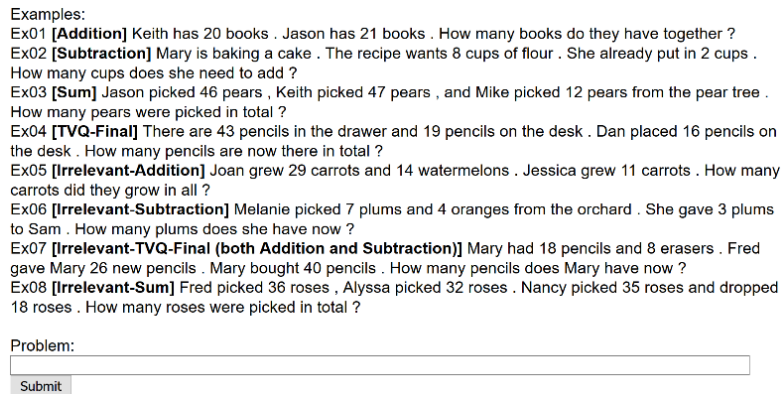 Examples:
Ex01 [Addition] Keith has 20 books . Jason has 21 books . How many books do they have together ?
Ex02 [Subtraction] Mary is baking a cake . The recipe wants 8 cups of flour . She already put in 2 cups .
How many cups does she need to add ?
Ex03 [Sum] Jason picked 46 pears , Keith picked 47 pears , and Mike picked 12 pears from the pear tree .
How many pears were picked in total ?
Ex04 [TVQ-Final] There are 43 pencils in the drawer and 19 pencils on the desk . Dan placed 16 pencils on
the desk . How many pencils are now there in total ?
Ex05 [Irrelevant-Addition] Joan grew 29 carrots and 14 watermelons . Jessica grew 11 carrots . How many
carrots did they grow in all ?
Ex06 [Irrelevant-Subtraction] Melanie picked 7 plums and 4 oranges from the orchard . She gave 3 plums
to Sam . How many plums does she have now ?
Ex07 [Irrelevant-TVQ-Final (both Addition and Subtraction)] Mary had 18 pencils and 8 erasers . Fred
gave Mary 26 new pencils . Mary bought 40 pencils . How many pencils does Mary have now ?
Ex08 [Irrelevant-Sum] Fred picked 36 roses , Alyssa picked 32 roses . Nancy picked 35 roses and dropped
18 roses . How many roses were picked in total ?
Problem:
Submit